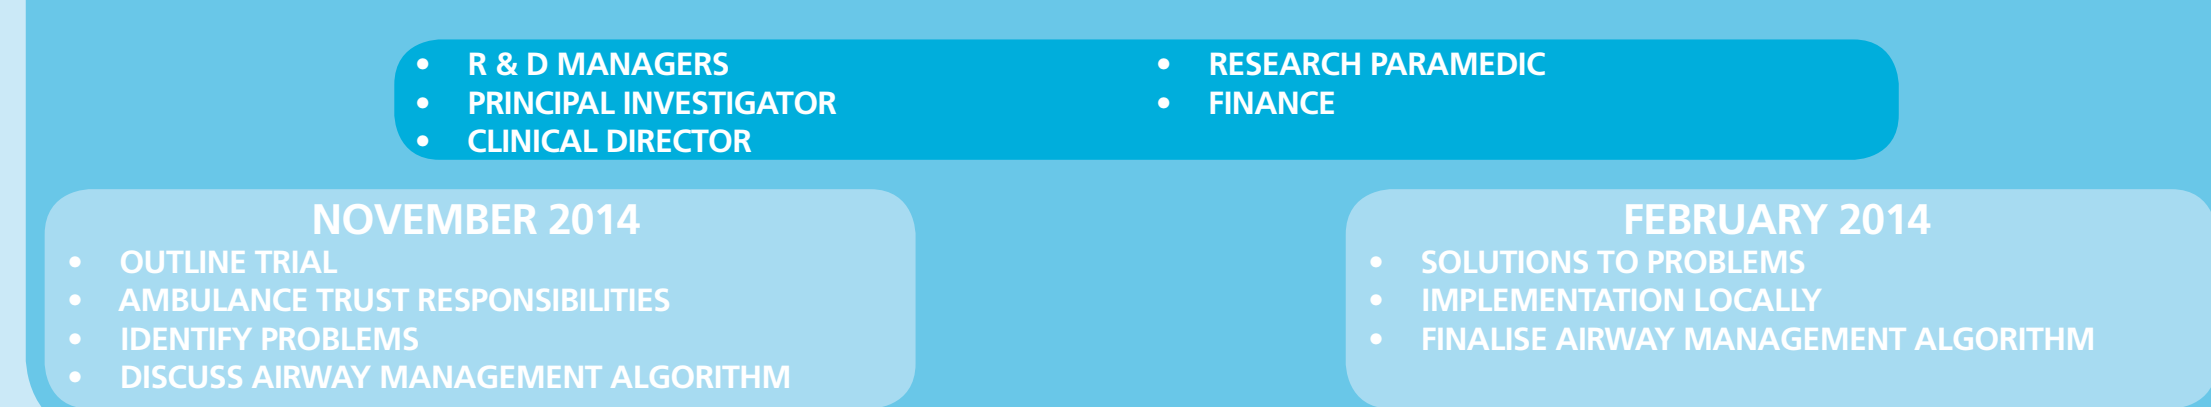 • R & D MANAGERS
• PRINCIPAL INVESTIGATOR
• CLINICAL DIRECTOR
• RESEARCH PARAMEDIC
• FINANCE
NOVEMBER 2014
• OUTLINE TRIAL
• AMBULANCE TRUST RESPONSIBILITIES
• IDENTIFY PROBLEMS
• DISCUSS AIRWAY MANAGEMENT ALGORITHM
FEBRUARY 2014
• SOLUTIONS TO PROBLEMS
• IMPLEMENTATION LOCALLY
• FINALISE AIRWAY MANAGEMENT ALGORITHM